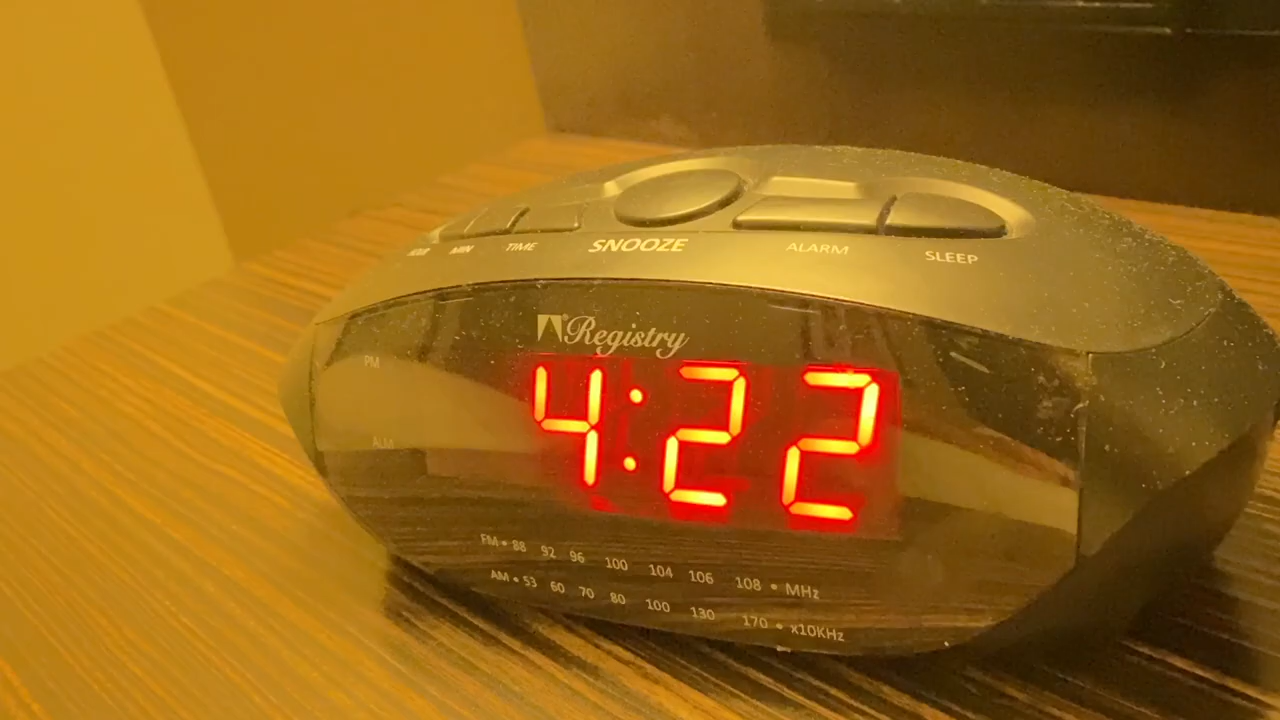 MIN TIME SNOOZE ALARM SLEEP
Registry
PM
4:22
AM
FM • 88 92 96 100 104 106 108 • MHz
AM • 53 60 70 80 100 130 170 • x10KHz